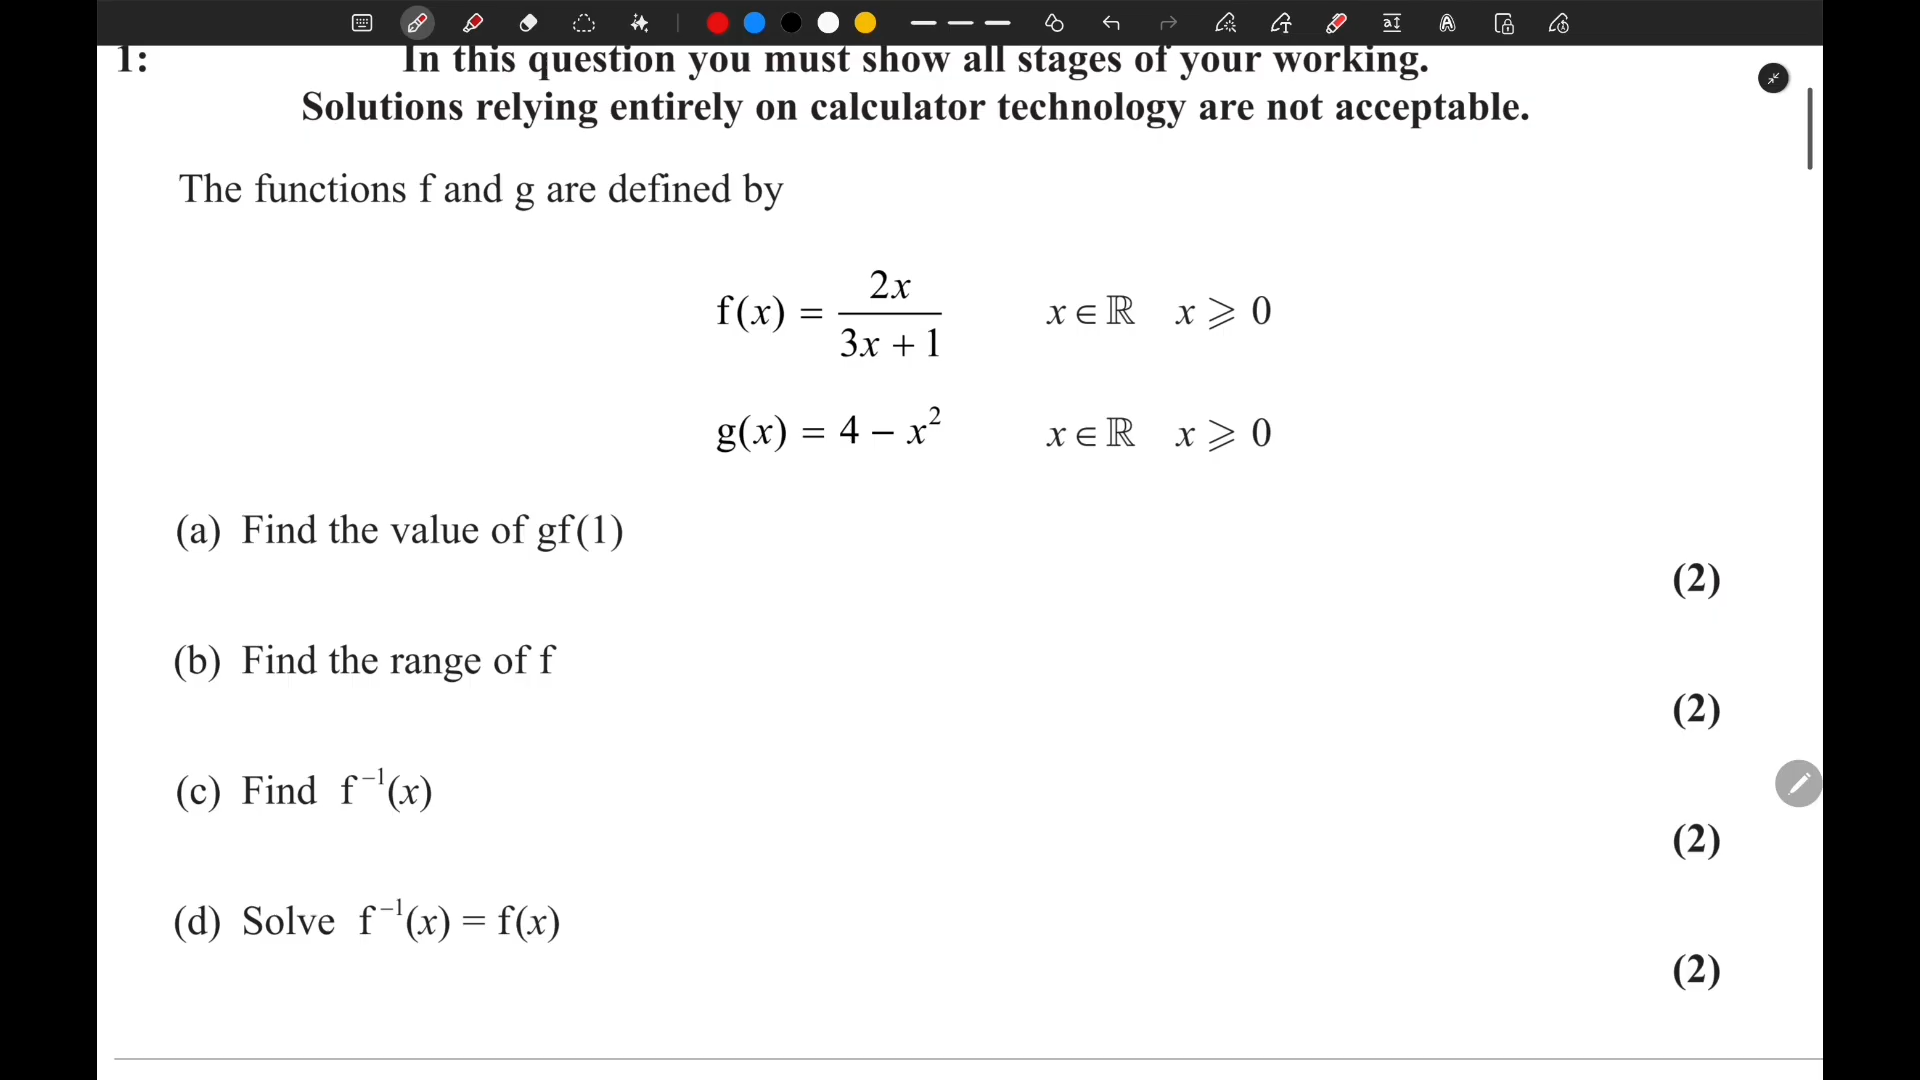 1: In this question you must show all stages of your working.
Solutions relying entirely on calculator technology are not acceptable.
The functions f and g are defined by
f(x) = 2x / (3x + 1)    x ∈ ℝ   x ⩾ 0
g(x) = 4 − x²    x ∈ ℝ   x ⩾ 0
(a) Find the value of gf(1)
(2)
(b) Find the range of f
(2)
(c) Find f⁻¹(x)
(2)
(d) Solve f⁻¹(x) = f(x)
(2)